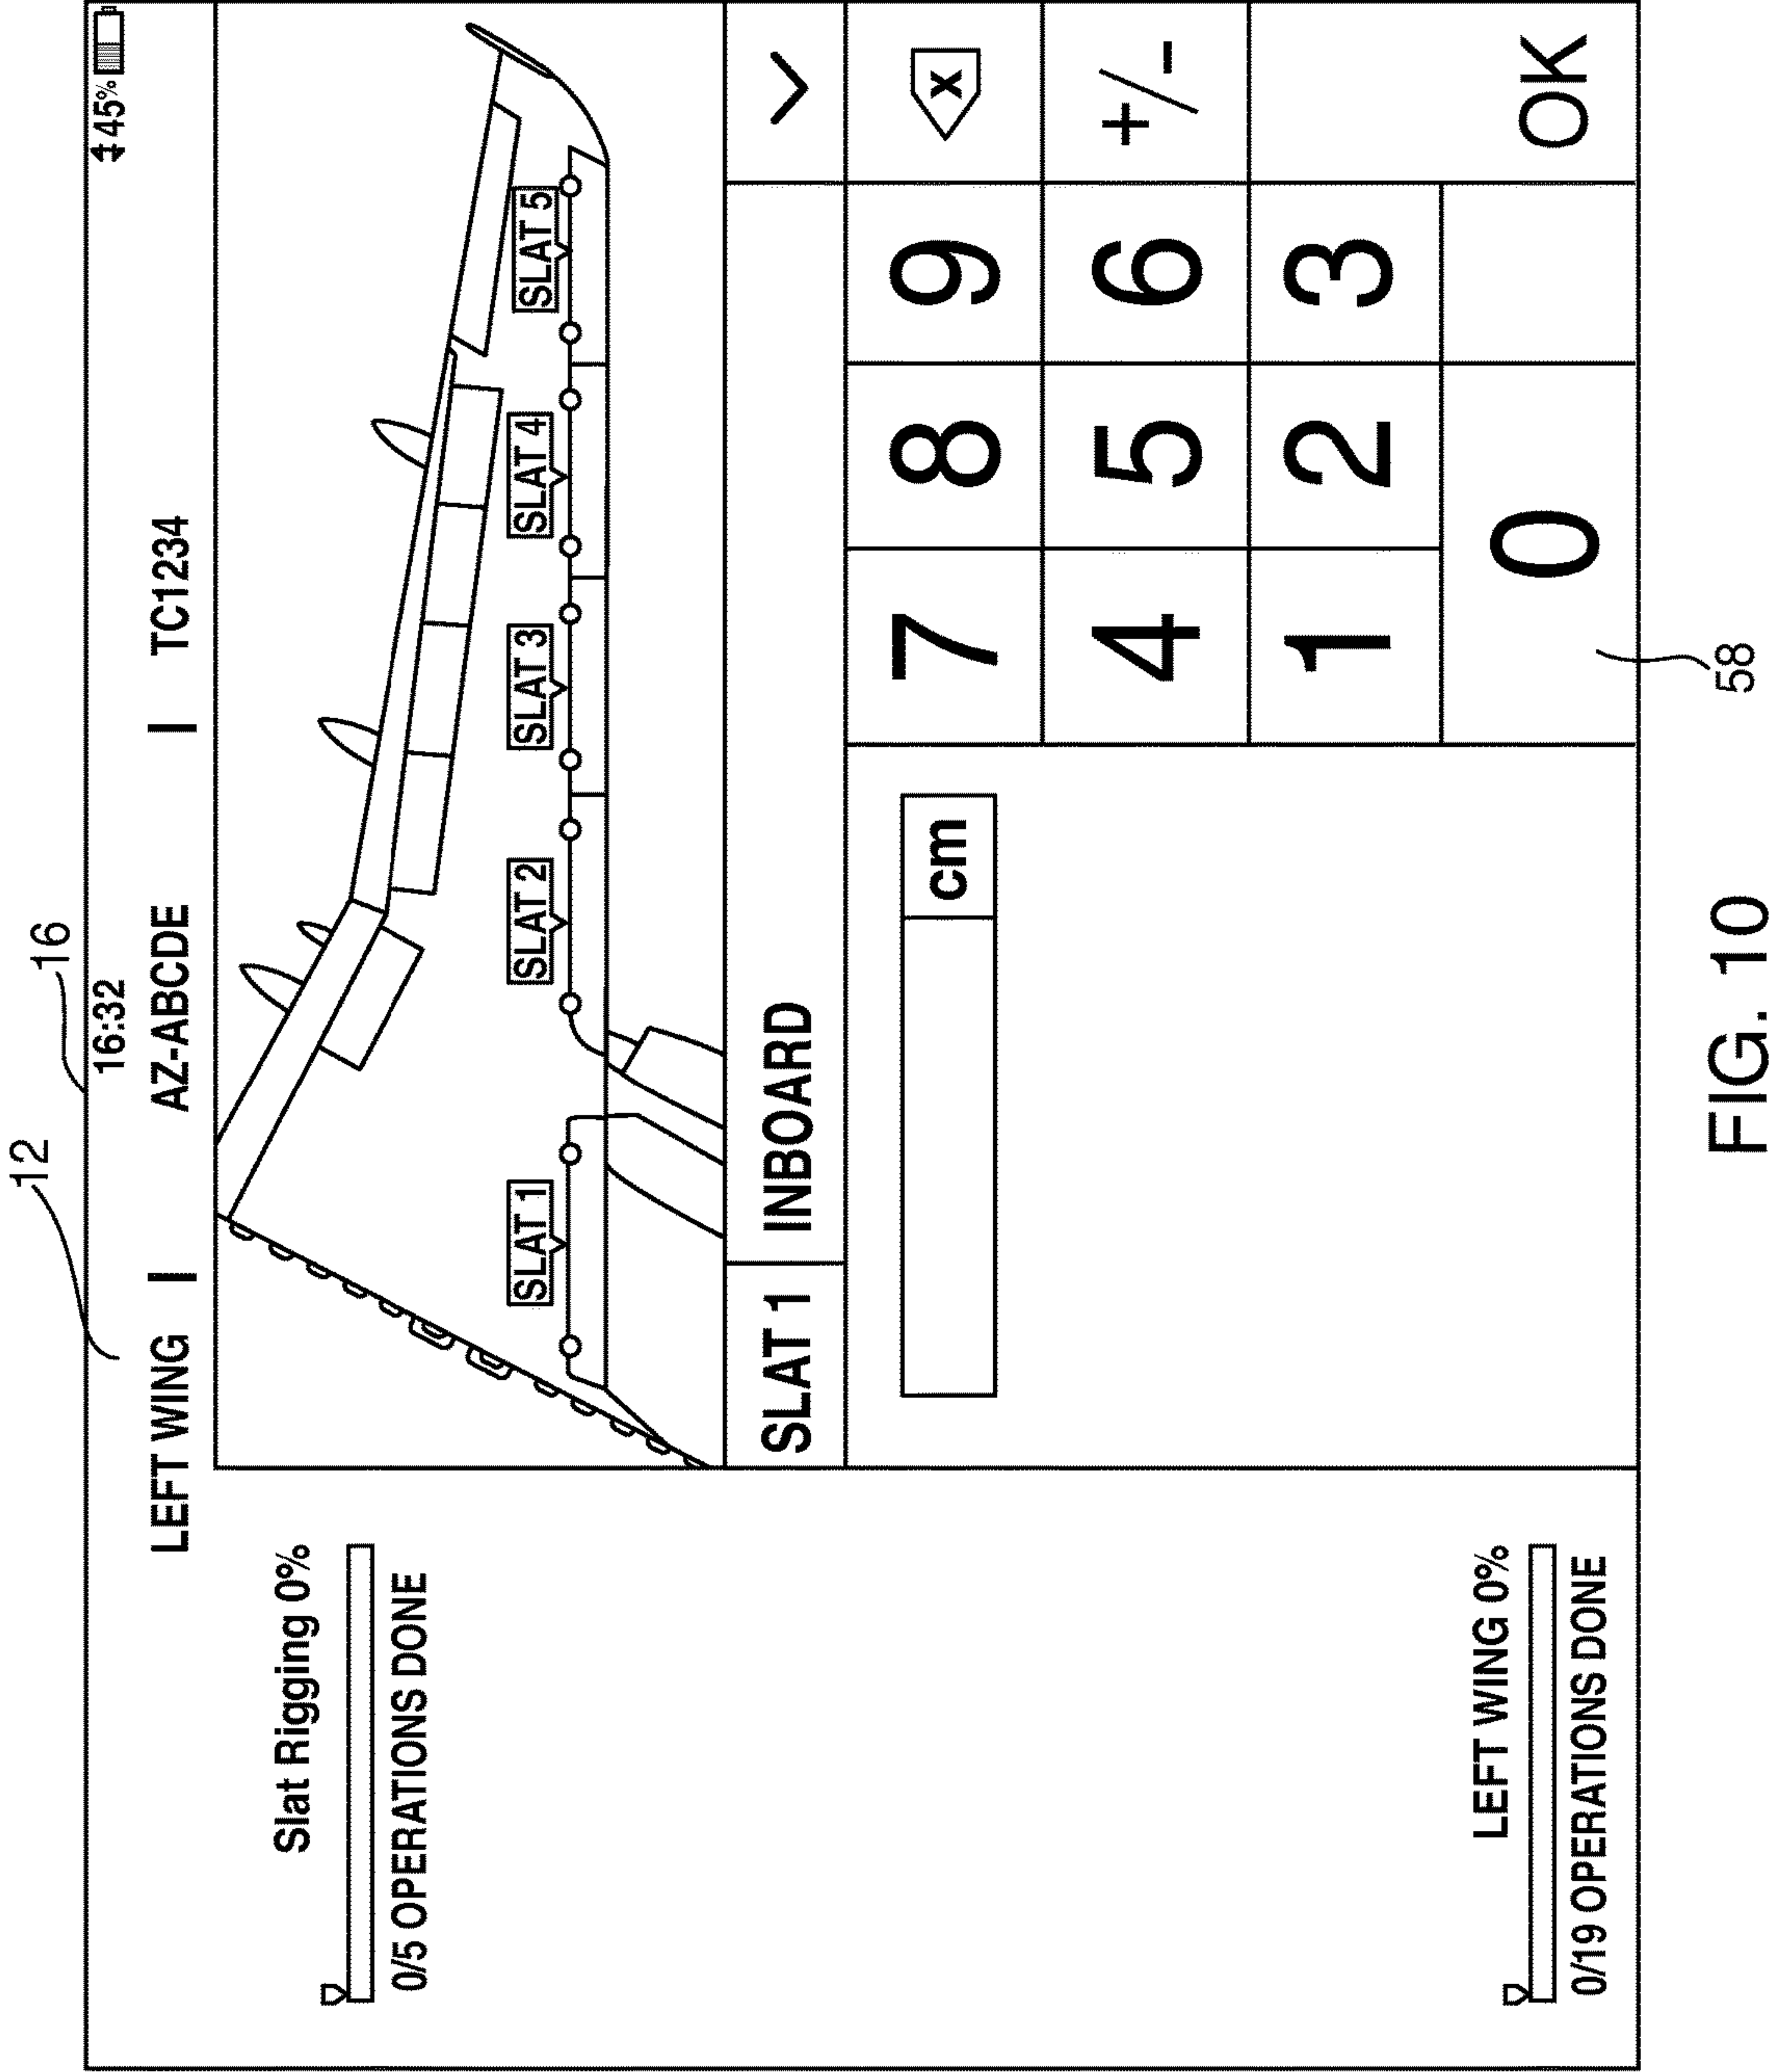 12
16
16:32
45%
LEFT WING | AZ-ABCDE | TC1234
Slat Rigging 0%
0/5 OPERATIONS DONE
SLAT 1
SLAT 2
SLAT 3
SLAT 4
SLAT 5
SLAT 1 INBOARD
cm
7 8 9 x
4 5 6 +/-
1 2 3
0 OK
LEFT WING 0%
0/19 OPERATIONS DONE
58
FIG. 10